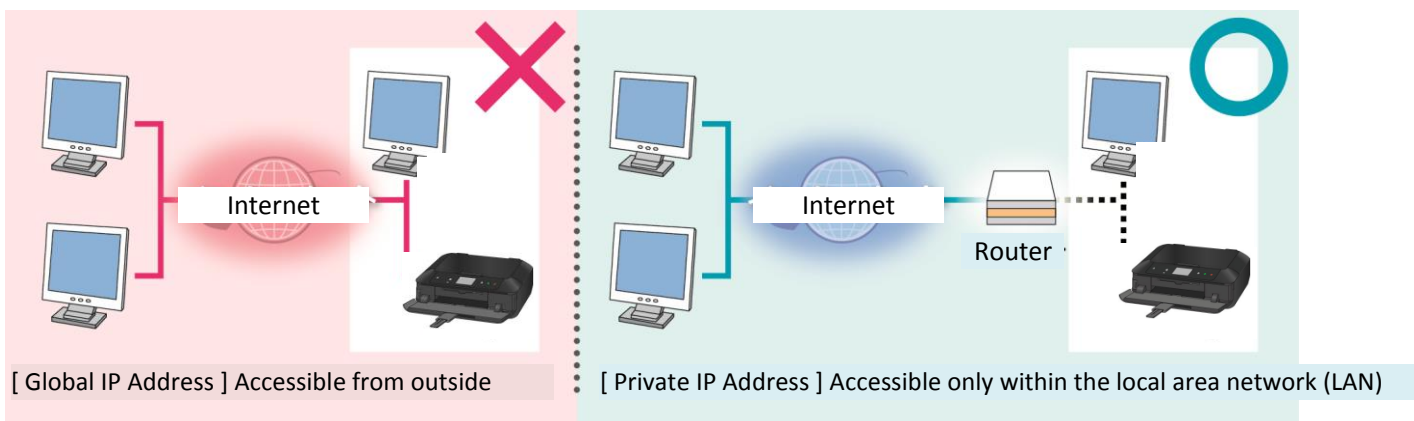 Internet
Internet
Router
[ Global IP Address ] Accessible from outside
[ Private IP Address ] Accessible only within the local area network (LAN)